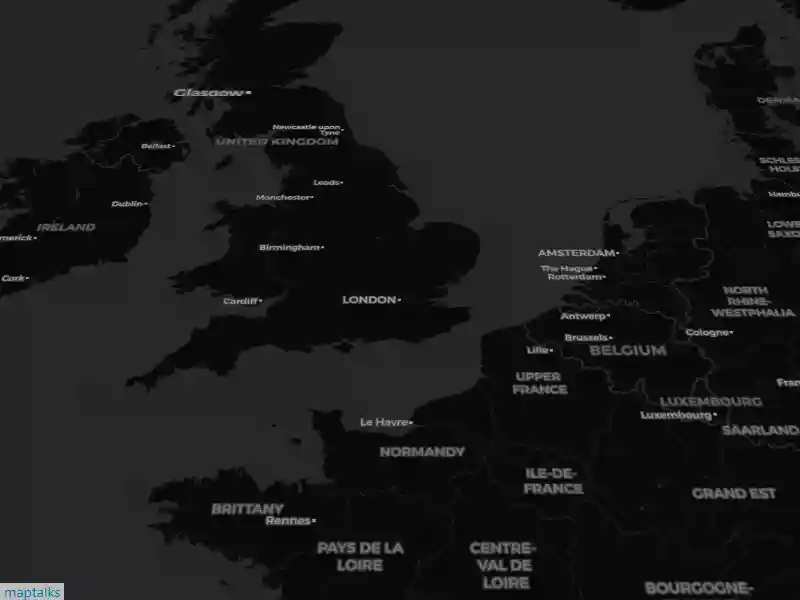 Glasgow
DENMA
Newcastle upon
Tyne
UNITED KINGDOM
Belfast
SCHLES
HOLS
Leeds
Manchester
Hambu
Dublin
IRELAND
LOWE
SAXO
merick
Birmingham
AMSTERDAM
The Hague
Rotterdam
Cork
Cardiff
LONDON
NORTH
RHINE-
WESTPHALIA
Antwerp
Cologne
Brussels
Lille
BELGIUM
UPPER
FRANCE
Fran
LUXEMBOURG
Luxembourg
Le Havre
SAARLAND
NORMANDY
ILE-DE-
FRANCE
GRAND EST
BRITTANY
Rennes
PAYS DE LA
LOIRE
CENTRE-
VAL DE
LOIRE
BOURGOGNE-
maptalks